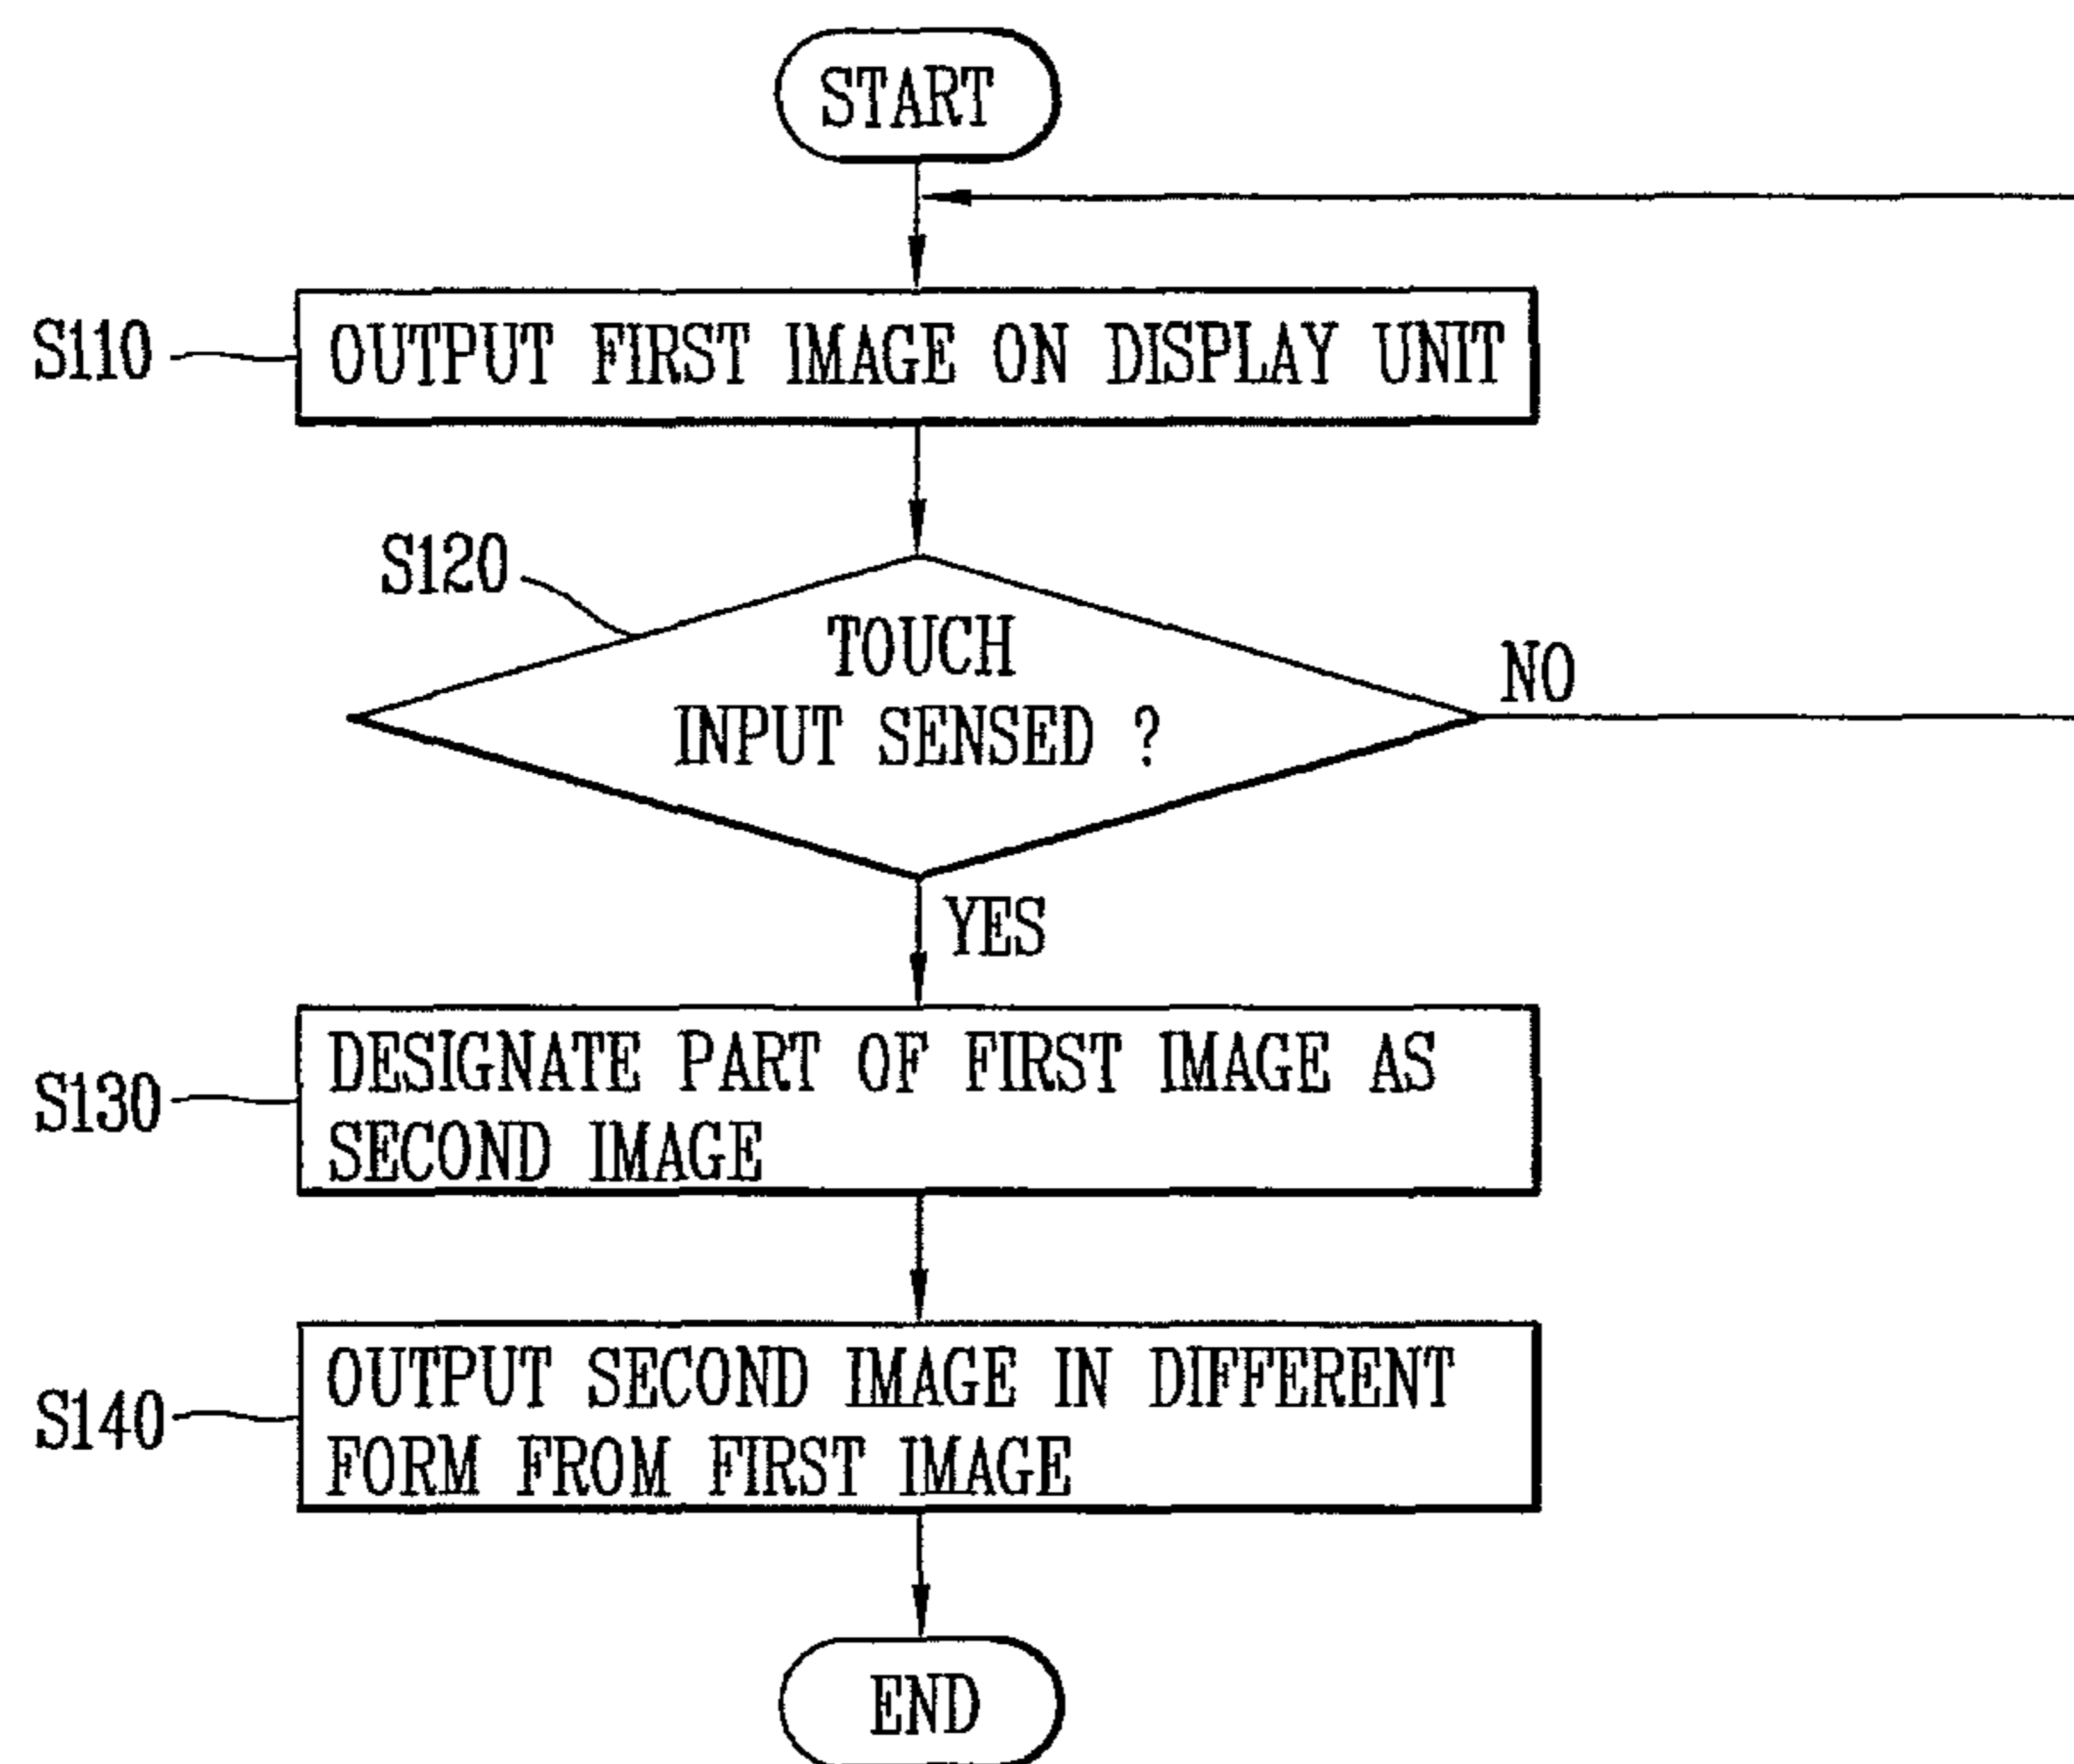 START
S110
OUTPUT FIRST IMAGE ON DISPLAY UNIT
S120
TOUCH
INPUT SENSED ?
NO
YES
S130
DESIGNATE PART OF FIRST IMAGE AS
SECOND IMAGE
S140
OUTPUT SECOND IMAGE IN DIFFERENT
FORM FROM FIRST IMAGE
END